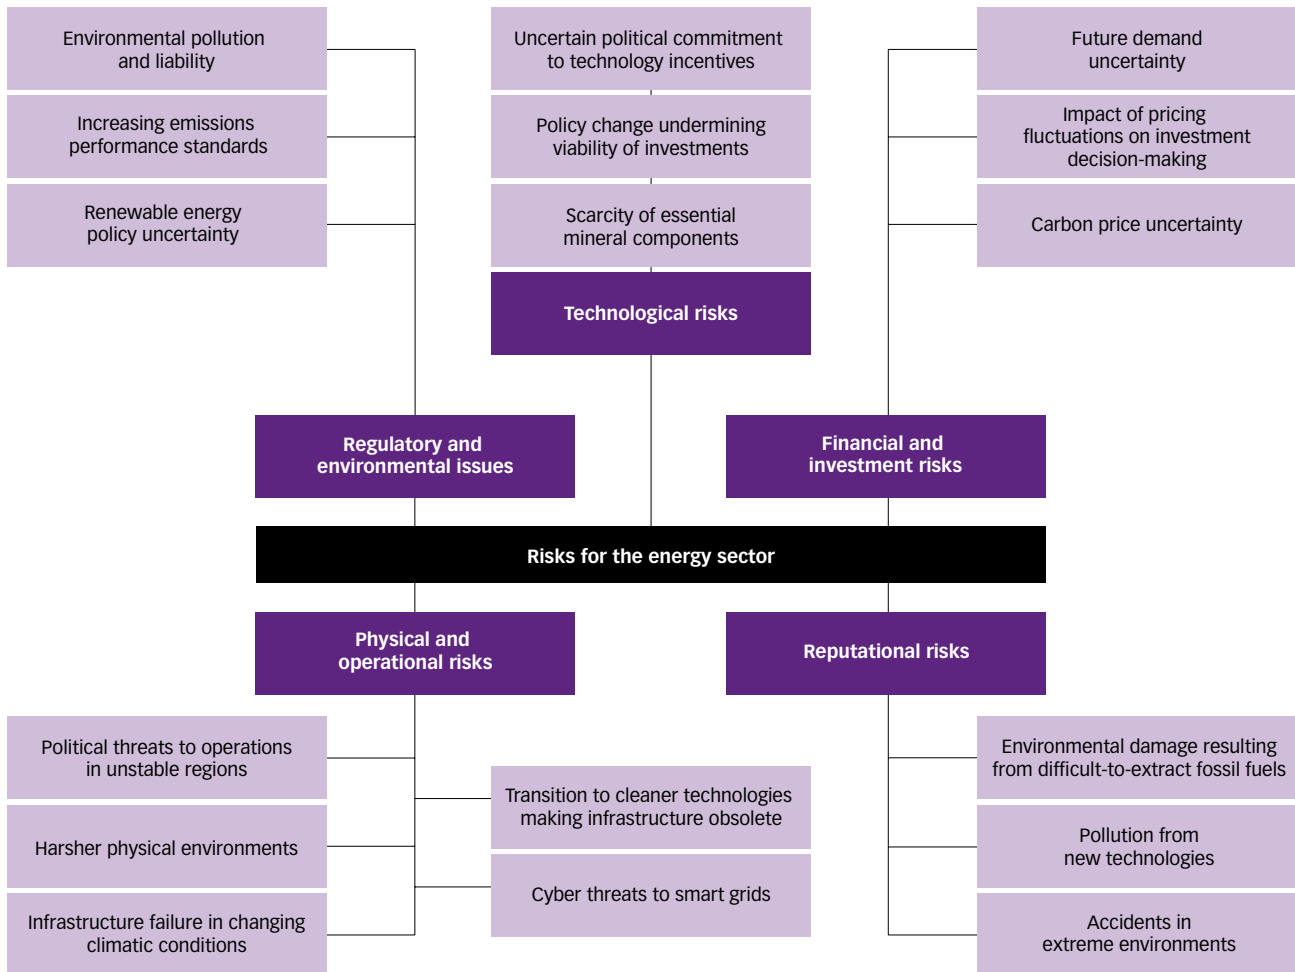 Environmental pollution
and liability
Increasing emissions
performance standards
Renewable energy
policy uncertainty
Uncertain political commitment
to technology incentives
Policy change undermining
viability of investments
Scarcity of essential
mineral components
Technological risks
Future demand
uncertainty
Impact of pricing
fluctuations on investment
decision-making
Carbon price uncertainty
Regulatory and
environmental issues
Financial and
investment risks
Risks for the energy sector
Physical and
operational risks
Reputational risks
Political threats to operations
in unstable regions
Harsher physical environments
Infrastructure failure in changing
climatic conditions
Transition to cleaner technologies
making infrastructure obsolete
Cyber threats to smart grids
Environmental damage resulting
from difficult-to-extract fossil fuels
Pollution from
new technologies
Accidents in
extreme environments